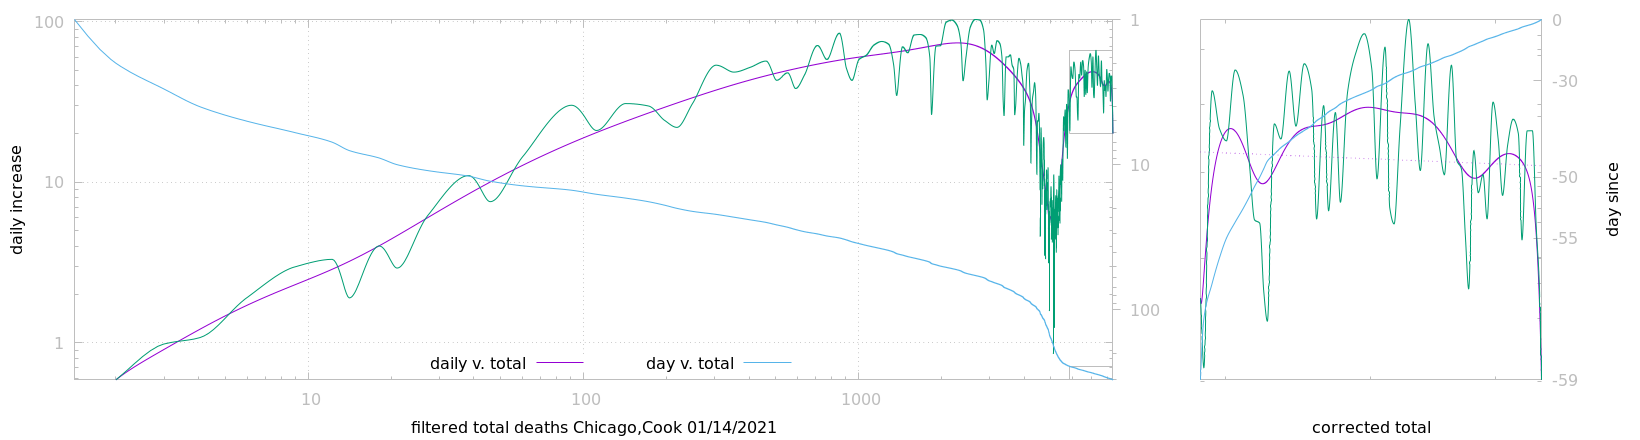 100
10
1
daily increase
daily v. total
day v. total
10
100
1000
1
10
100
filtered total deaths Chicago,Cook 01/14/2021
0
-30
-50
-55
-59
day since
corrected total